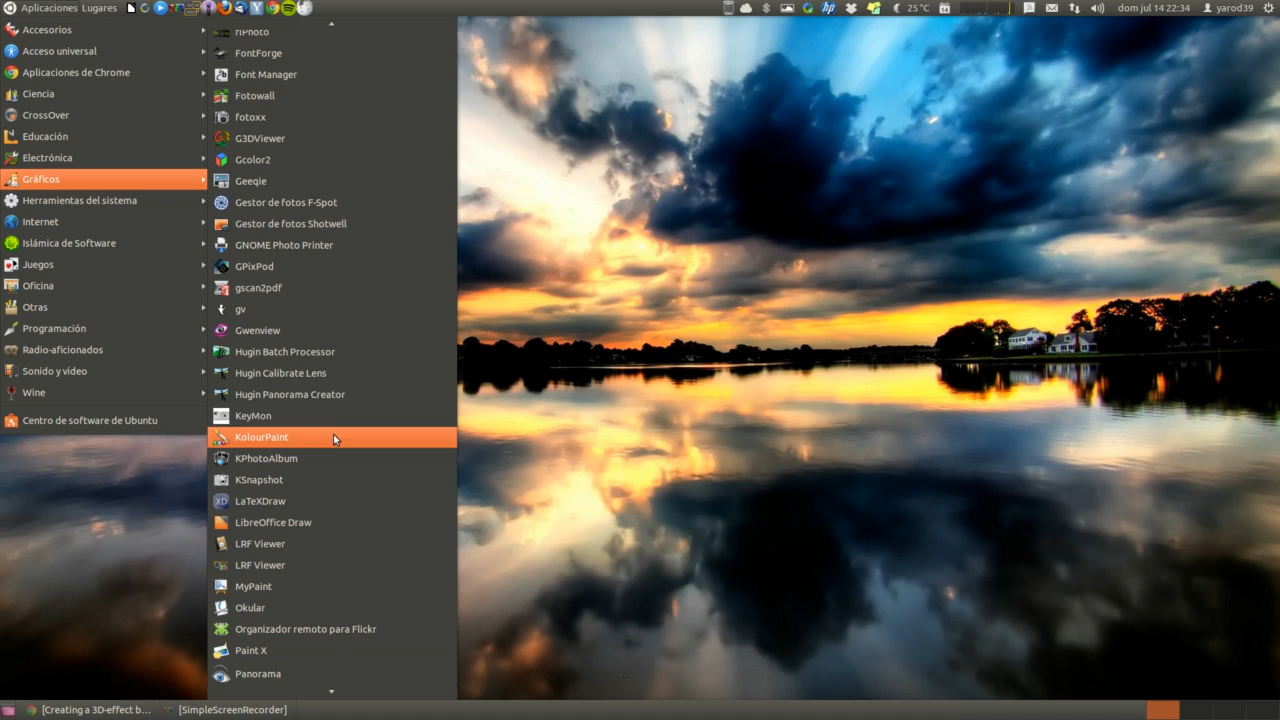 Aplicaciones Lugares
25 °C
dom jul 14 22:34
yarod39
Accesorios
Acceso universal
Aplicaciones de Chrome
Ciencia
CrossOver
Educación
Electrónica
Gráficos
Herramientas del sistema
Internet
Islámica de Software
Juegos
Oficina
Otras
Programación
Radio-aficionados
Sonido y vídeo
Wine
Centro de software de Ubuntu
FontForge
Font Manager
Fotowall
fotoxx
G3DViewer
Gcolor2
Geeqie
Gestor de fotos F-Spot
Gestor de fotos Shotwell
GNOME Photo Printer
GPixPod
gscan2pdf
gv
Gwenview
Hugin Batch Processor
Hugin Calibrate Lens
Hugin Panorama Creator
KeyMon
KolourPaint
KPhotoAlbum
KSnapshot
LaTeXDraw
LibreOffice Draw
LRF Viewer
LRF Viewer
MyPaint
Okular
Organizador remoto para Flickr
Paint X
Panorama
[Creating a 3D-effect b...
[SimpleScreenRecorder]